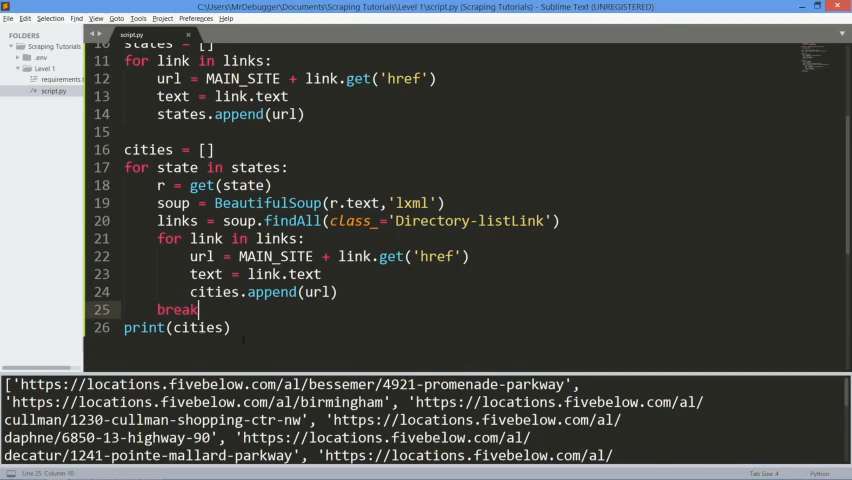 C:\Users\MrDebugger\Documents\Scraping Tutorials\Level 1\script.py (Scraping Tutorials) - Sublime Text (UNREGISTERED)
File Edit Selection Find View Goto Tools Project Preferences Help
FOLDERS
Scraping Tutorials
.env
Level 1
requirements.t
script.py
script.py
10 states = []
11 for link in links:
12 url = MAIN_SITE + link.get('href')
13 text = link.text
14 states.append(url)
15
16 cities = []
17 for state in states:
18 r = get(state)
19 soup = BeautifulSoup(r.text,'lxml')
20 links = soup.findAll(class_='Directory-listLink')
21 for link in links:
22 url = MAIN_SITE + link.get('href')
23 text = link.text
24 cities.append(url)
25 break
26 print(cities)
['https://locations.fivebelow.com/al/bessemer/4921-promenade-parkway',
'https://locations.fivebelow.com/al/birmingham', 'https://locations.fivebelow.com/al/
cullman/1230-cullman-shopping-ctr-nw', 'https://locations.fivebelow.com/al/
daphne/6850-13-highway-90', 'https://locations.fivebelow.com/al/
decatur/1241-pointe-mallard-parkway', 'https://locations.fivebelow.com/al/
Line 25, Column 10
Tab Size: 4
Python